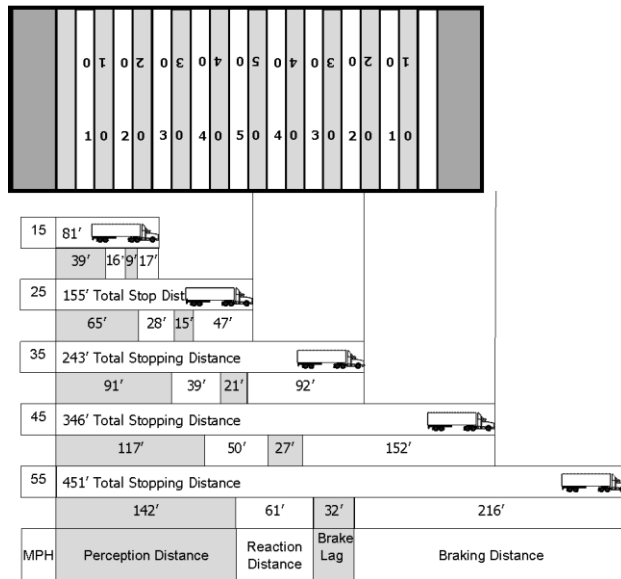 0 1 0 2 0 3 0 4 0 5 0 4 0 3 0 2 0 1
1 0 2 0 3 0 4 0 5 0 4 0 3 0 2 0 1 0
15 81′
39′ 16′ 9′ 17′
25 155′ Total Stop Dist
65′ 28′ 15′ 47′
35 243′ Total Stopping Distance
91′ 39′ 21′ 92′
45 346′ Total Stopping Distance
117′ 50′ 27′ 152′
55 451′ Total Stopping Distance
142′ 61′ 32′ 216′
MPH
Perception Distance
Reaction
Distance
Brake
Lag
Braking Distance